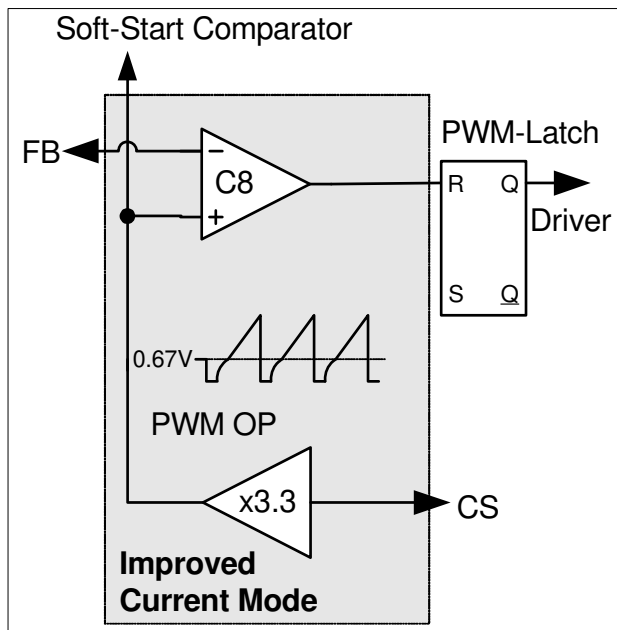 Soft-Start Comparator
FB
−
C8
+
PWM-Latch
R Q
Driver
S Q
0.67V
PWM OP
x3.3
CS
Improved
Current Mode